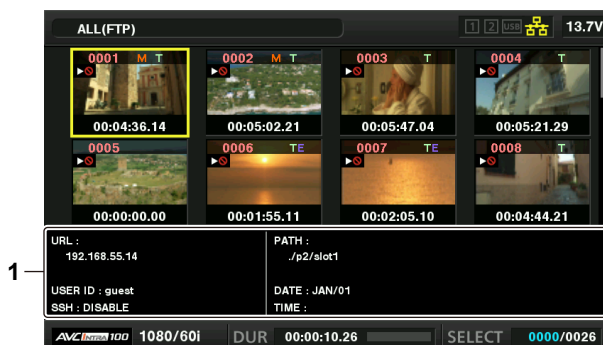 ALL(FTP)
1 2 USB 13.7V
0001 M T 0002 M T 0003 T 0004 T
00:04:36.14 00:05:02.21 00:05:47.04 00:05:21.29
0005 0006 TE 0007 TE 0008 T
00:00:00.00 00:01:55.11 00:02:05.10 00:04:44.21
URL : PATH :
192.168.55.14 ./p2/slot1
USER ID : guest DATE : JAN/01
SSH : DISABLE TIME :
1
AVC INTRA 100 1080/60i DUR 00:00:10.26 SELECT 0000/0026